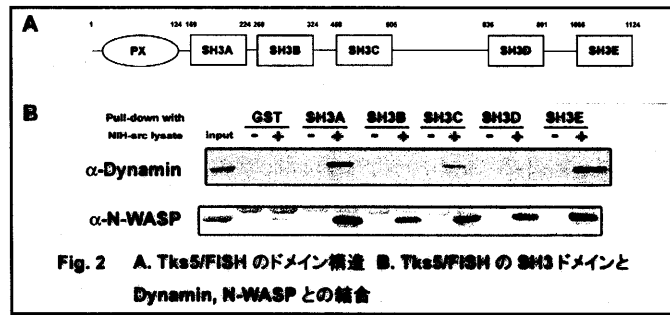 A
1 124 169 224 268 324 408 505 836 891 1066 1124
PX SH3A SH3B SH3C SH3D SH3E
B
Pull-down with GST SH3A SH3B SH3C SH3D SH3E
NIH-src lysate input - + - + - + - + - + - +
α-Dynamin
α-N-WASP
Fig. 2 A. Tks5/FISH のドメイン構造 B. Tks5/FISH の SH3 ドメインと
Dynamin, N-WASP との結合